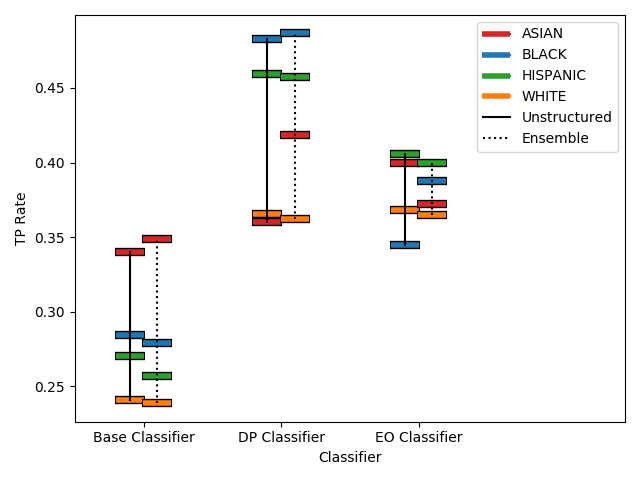 ASIAN
BLACK
HISPANIC
WHITE
Unstructured
Ensemble
TP Rate
0.45
0.40
0.35
0.30
0.25
Base Classifier
DP Classifier
EO Classifier
Classifier